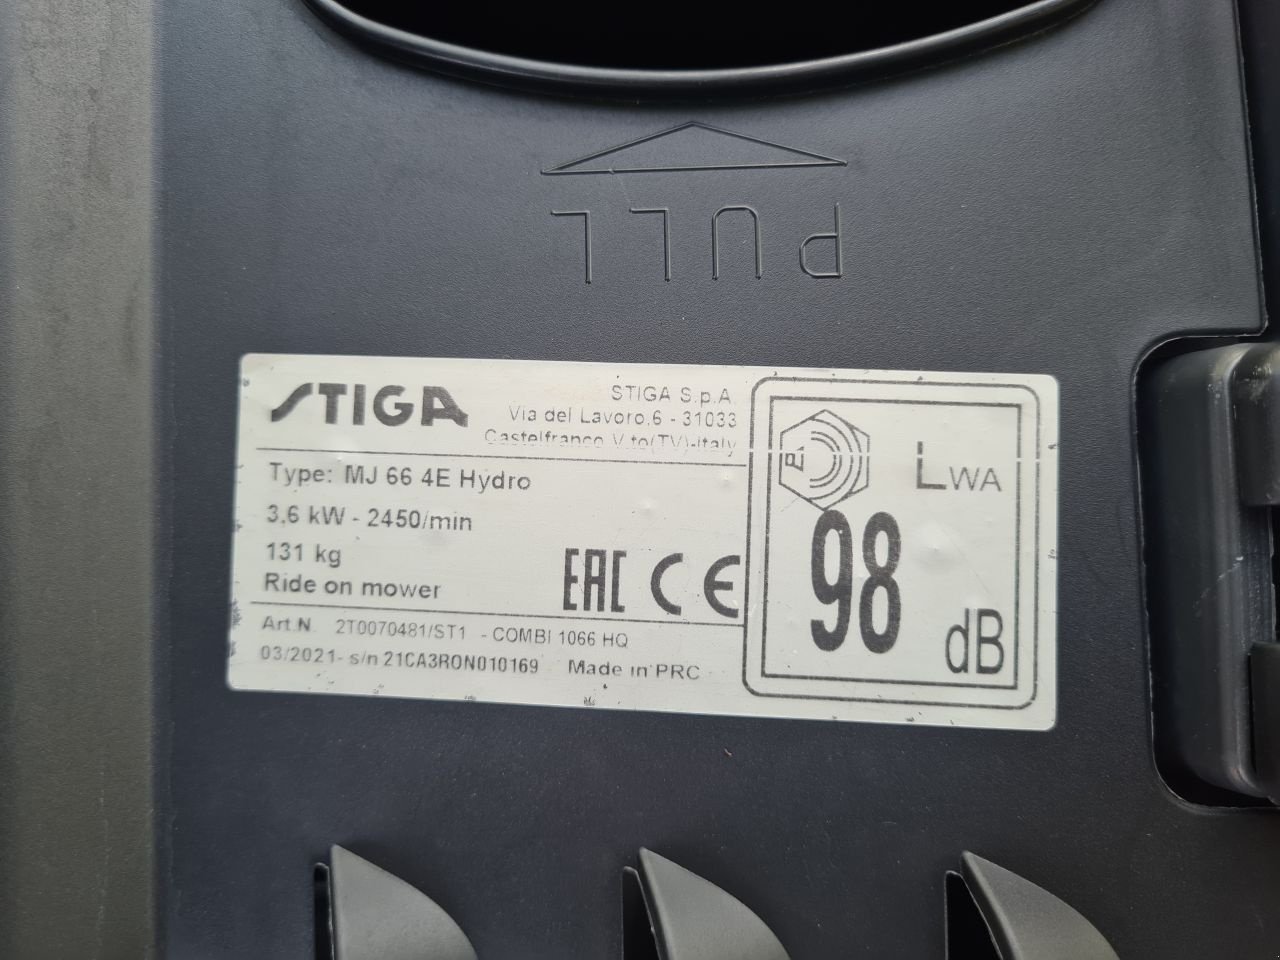 PULL
STIGA
STIGA S.p.A.
Via del Lavoro,6 - 31033
Castelfranco V.to(TV)-Italy
Type: MJ 66 4E Hydro
3,6 kW - 2450/min
131 kg
Ride on mower
EAC CE
Art.N. 2T0070481/ST1 - COMBI 1066 HQ
03/2021- s/n 21CA3RON010169 Made in PRC
LWA
98
dB